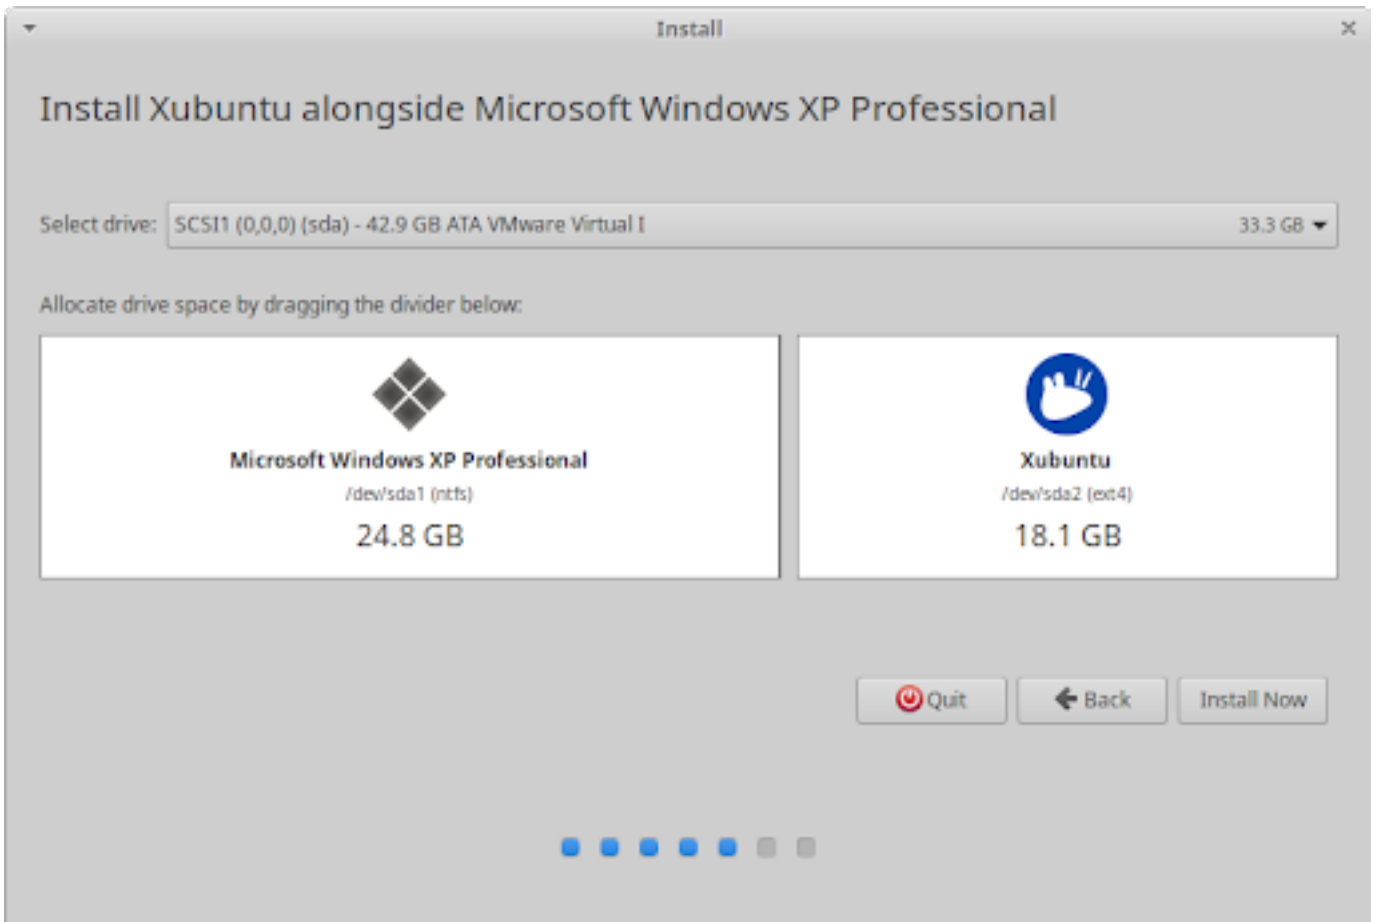 Install
Install Xubuntu alongside Microsoft Windows XP Professional
Select drive: SCSI1 (0,0,0) (sda) - 42.9 GB ATA VMware Virtual I 33.3 GB
Allocate drive space by dragging the divider below:
Microsoft Windows XP Professional
/dev/sda1 (ntfs)
24.8 GB
Xubuntu
/dev/sda2 (ext4)
18.1 GB
Quit Back Install Now